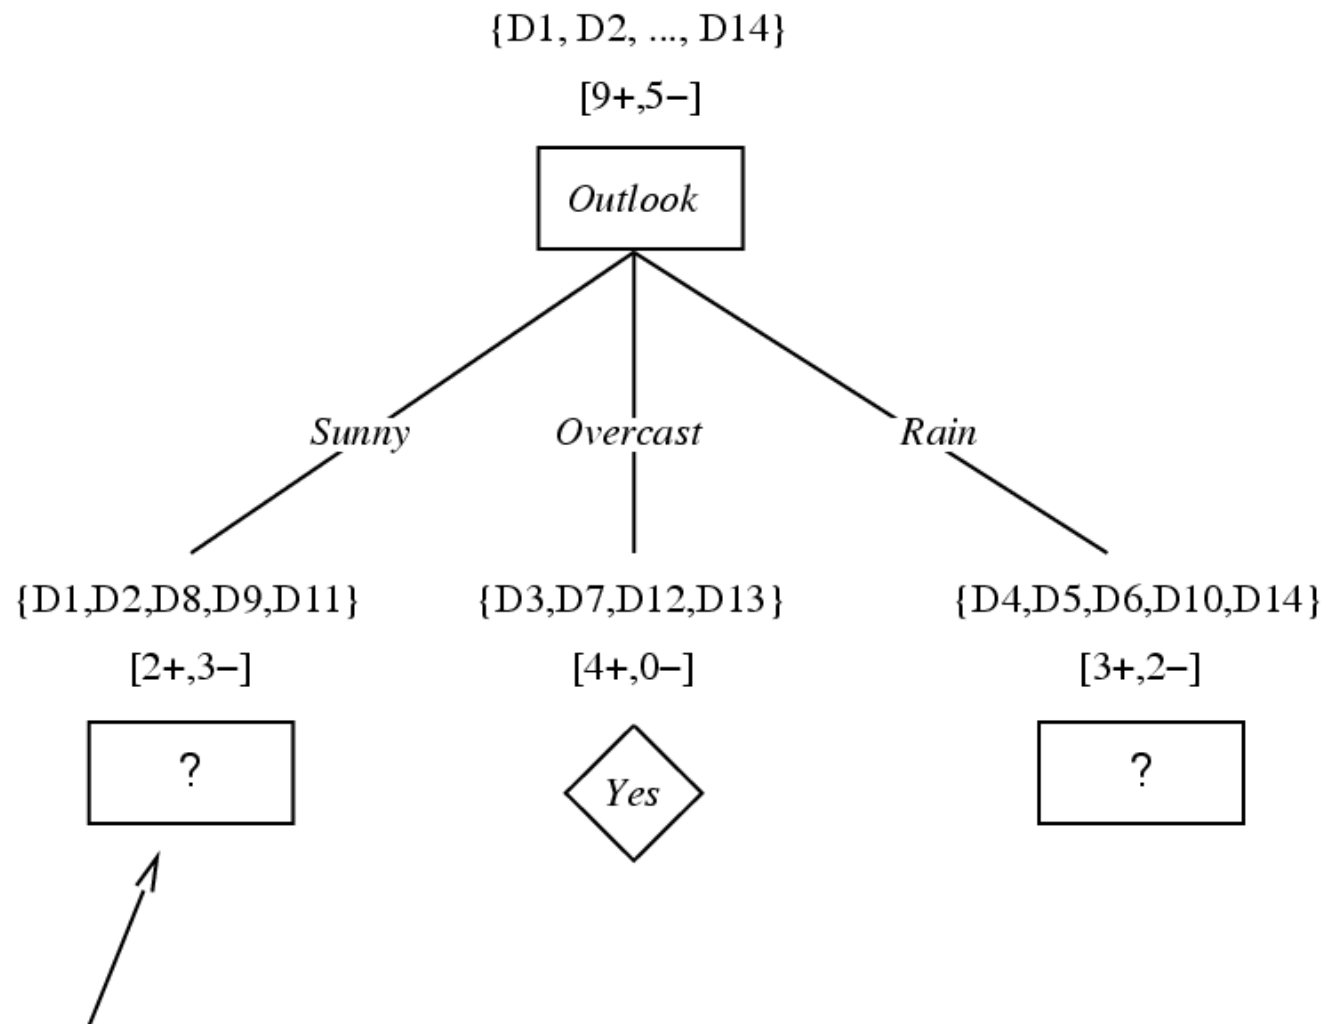 {D1, D2, ..., D14}
[9+,5−]
Outlook
Sunny Overcast Rain
{D1,D2,D8,D9,D11} {D3,D7,D12,D13} {D4,D5,D6,D10,D14}
[2+,3−] [4+,0−] [3+,2−]
? Yes ?